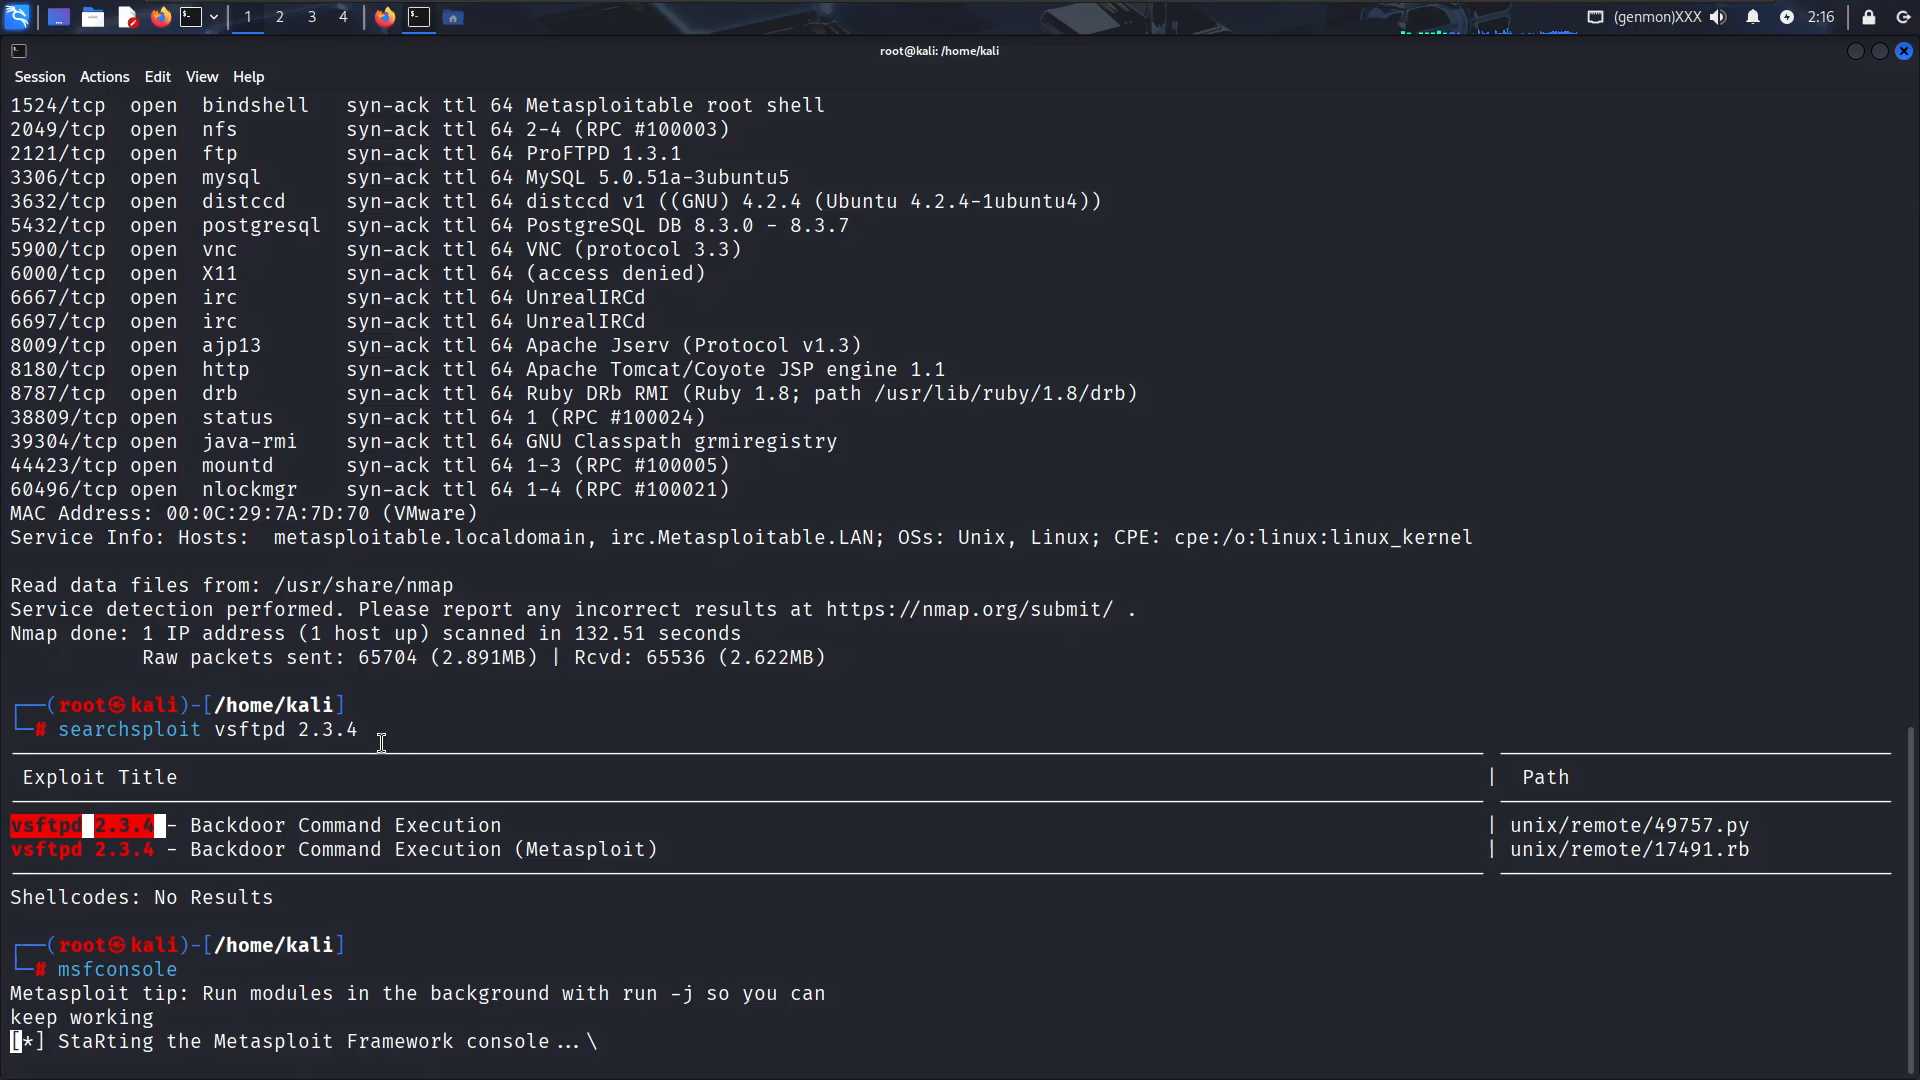 1 2 3 4 (genmon)XXX 2:16
root@kali: /home/kali
Session Actions Edit View Help
1524/tcp open bindshell syn-ack ttl 64 Metasploitable root shell
2049/tcp open nfs syn-ack ttl 64 2-4 (RPC #100003)
2121/tcp open ftp syn-ack ttl 64 ProFTPD 1.3.1
3306/tcp open mysql syn-ack ttl 64 MySQL 5.0.51a-3ubuntu5
3632/tcp open distccd syn-ack ttl 64 distccd v1 ((GNU) 4.2.4 (Ubuntu 4.2.4-1ubuntu4))
5432/tcp open postgresql syn-ack ttl 64 PostgreSQL DB 8.3.0 - 8.3.7
5900/tcp open vnc syn-ack ttl 64 VNC (protocol 3.3)
6000/tcp open X11 syn-ack ttl 64 (access denied)
6667/tcp open irc syn-ack ttl 64 UnrealIRCd
6697/tcp open irc syn-ack ttl 64 UnrealIRCd
8009/tcp open ajp13 syn-ack ttl 64 Apache Jserv (Protocol v1.3)
8180/tcp open http syn-ack ttl 64 Apache Tomcat/Coyote JSP engine 1.1
8787/tcp open drb syn-ack ttl 64 Ruby DRb RMI (Ruby 1.8; path /usr/lib/ruby/1.8/drb)
38809/tcp open status syn-ack ttl 64 1 (RPC #100024)
39304/tcp open java-rmi syn-ack ttl 64 GNU Classpath grmiregistry
44423/tcp open mountd syn-ack ttl 64 1-3 (RPC #100005)
60496/tcp open nlockmgr syn-ack ttl 64 1-4 (RPC #100021)
MAC Address: 00:0C:29:7A:7D:70 (VMware)
Service Info: Hosts: metasploitable.localdomain, irc.Metasploitable.LAN; OSs: Unix, Linux; CPE: cpe:/o:linux:linux_kernel
Read data files from: /usr/share/nmap
Service detection performed. Please report any incorrect results at https://nmap.org/submit/ .
Nmap done: 1 IP address (1 host up) scanned in 132.51 seconds
Raw packets sent: 65704 (2.891MB) | Rcvd: 65536 (2.622MB)
┌──(root㉿kali)-[/home/kali]
└─# searchsploit vsftpd 2.3.4
Exploit Title | Path
vsftpd 2.3.4 - Backdoor Command Execution | unix/remote/49757.py
vsftpd 2.3.4 - Backdoor Command Execution (Metasploit) | unix/remote/17491.rb
Shellcodes: No Results
┌──(root㉿kali)-[/home/kali]
└─# msfconsole
Metasploit tip: Run modules in the background with run -j so you can
keep working
[*] StaRting the Metasploit Framework console...\